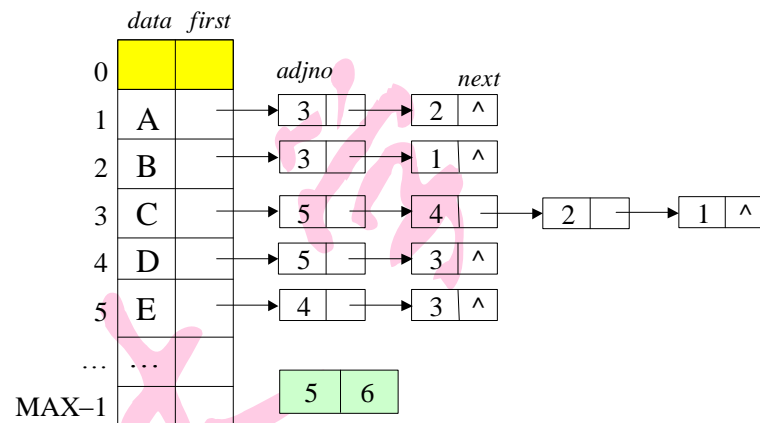 data first
0
adjno next
1 A 3 2 ^
2 B 3 1 ^
3 C 5 4 2 1 ^
4 D 5 3 ^
5 E 4 3 ^
… …
MAX–1
5 6